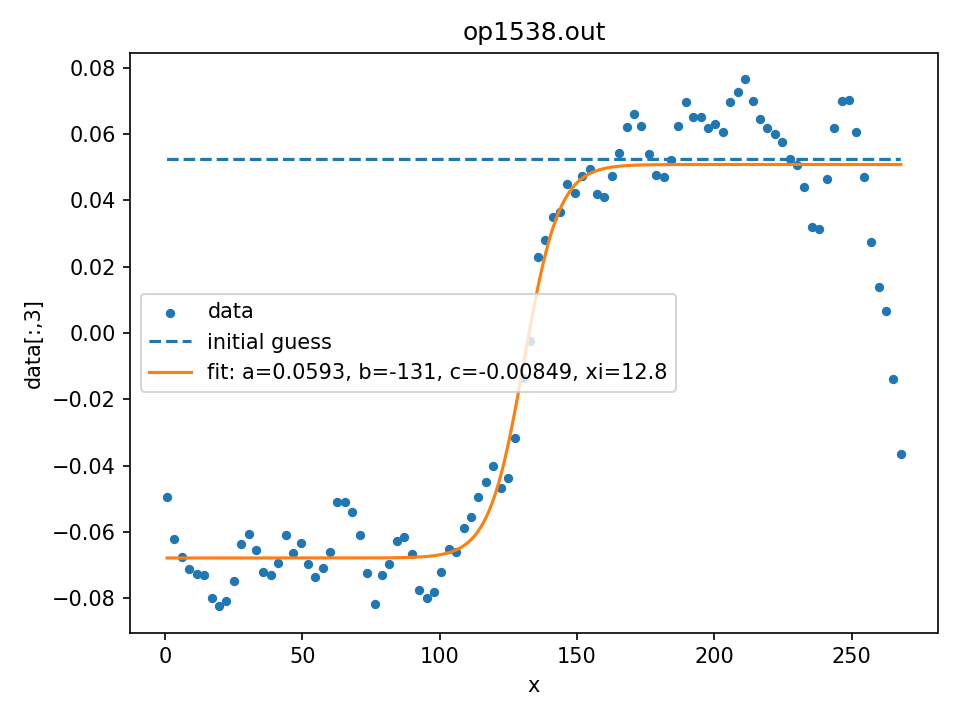 op1538.out
0.08
0.06
0.04
0.02
0.00
−0.02
−0.04
−0.06
−0.08
data[:,3]
data
initial guess
fit: a=0.0593, b=-131, c=-0.00849, xi=12.8
0 50 100 150 200 250
x